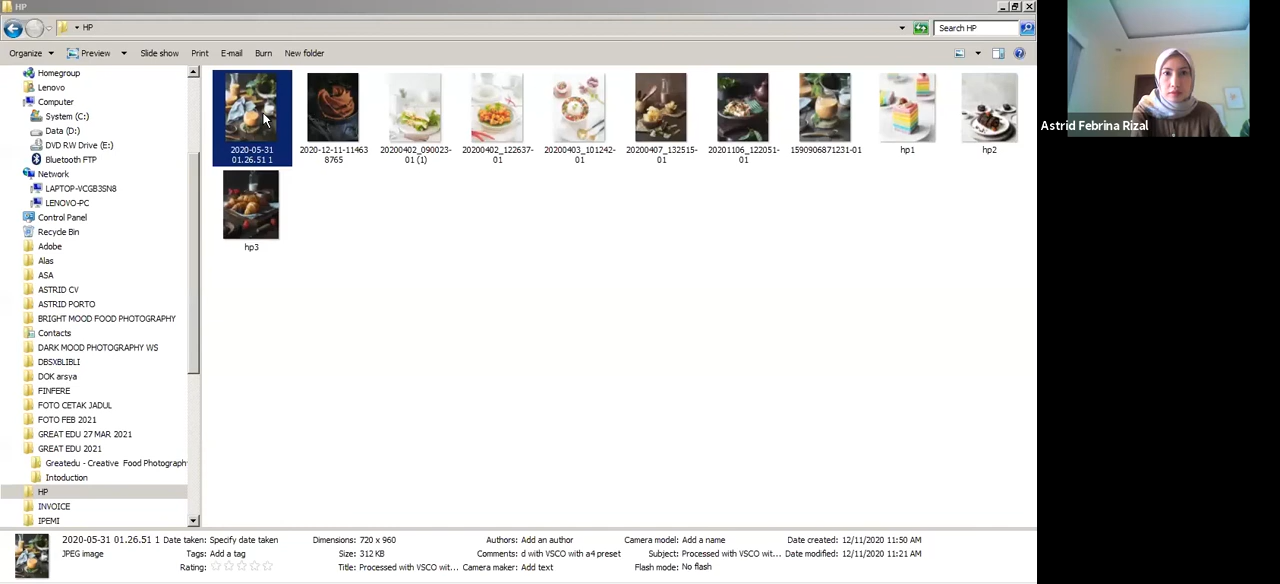 HP
HP
Search HP
Organize
Preview
Slide show
Print
E-mail
Burn
New folder
Homegroup
Lenovo
Computer
System (C:)
Data (D:)
DVD RW Drive (E:)
Bluetooth FTP
Network
LAPTOP-VCGB3SN8
LENOVO-PC
Control Panel
Recycle Bin
Adobe
Alas
ASA
ASTRID CV
ASTRID PORTO
BRIGHT MOOD FOOD PHOTOGRAPHY
Contacts
DARK MOOD PHOTOGRAPHY WS
DBSXBLIBLI
DOK arsya
FINFERE
FOTO CETAK JADUL
FOTO FEB 2021
GREAT EDU 27 MAR 2021
GREAT EDU 2021
Greatedu - Creative Food Photograph
Intoduction
HP
INVOICE
IPEMI
2020-05-31
01.26.51 1
2020-12-11-11463
8765
20200402_090023-
01 (1)
20200402_122637-
01
20200403_101242-
01
20200407_132515-
01
20201106_122051-
01
1590906871231-01
hp1
hp2
hp3
Astrid Febrina Rizal
2020-05-31 01.26.51 1
JPEG image
Date taken: Specify date taken
Tags: Add a tag
Rating:
Dimensions: 720 x 960
Size: 312 KB
Title: Processed with VSCO wit...
Authors: Add an author
Comments: d with VSCO with a4 preset
Camera maker: Add text
Camera model: Add a name
Subject: Processed with VSCO wit...
Flash mode: No flash
Date created: 12/11/2020 11:50 AM
Date modified: 12/11/2020 11:21 AM